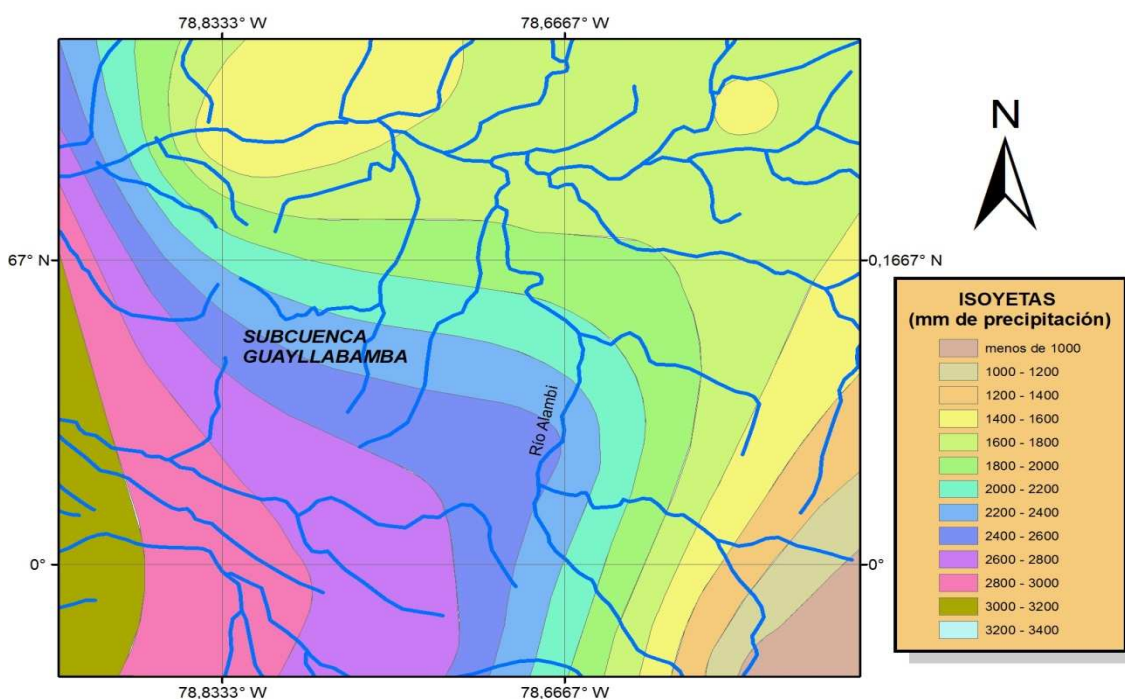 78,8333° W
78,6667° W
N
67° N
0,1667° N
SUBCUENCA
GUAYLLABAMBA
Río Alambi
0°
0°
78,8333° W
78,6667° W
ISOYETAS
(mm de precipitación)
menos de 1000
1000 - 1200
1200 - 1400
1400 - 1600
1600 - 1800
1800 - 2000
2000 - 2200
2200 - 2400
2400 - 2600
2600 - 2800
2800 - 3000
3000 - 3200
3200 - 3400